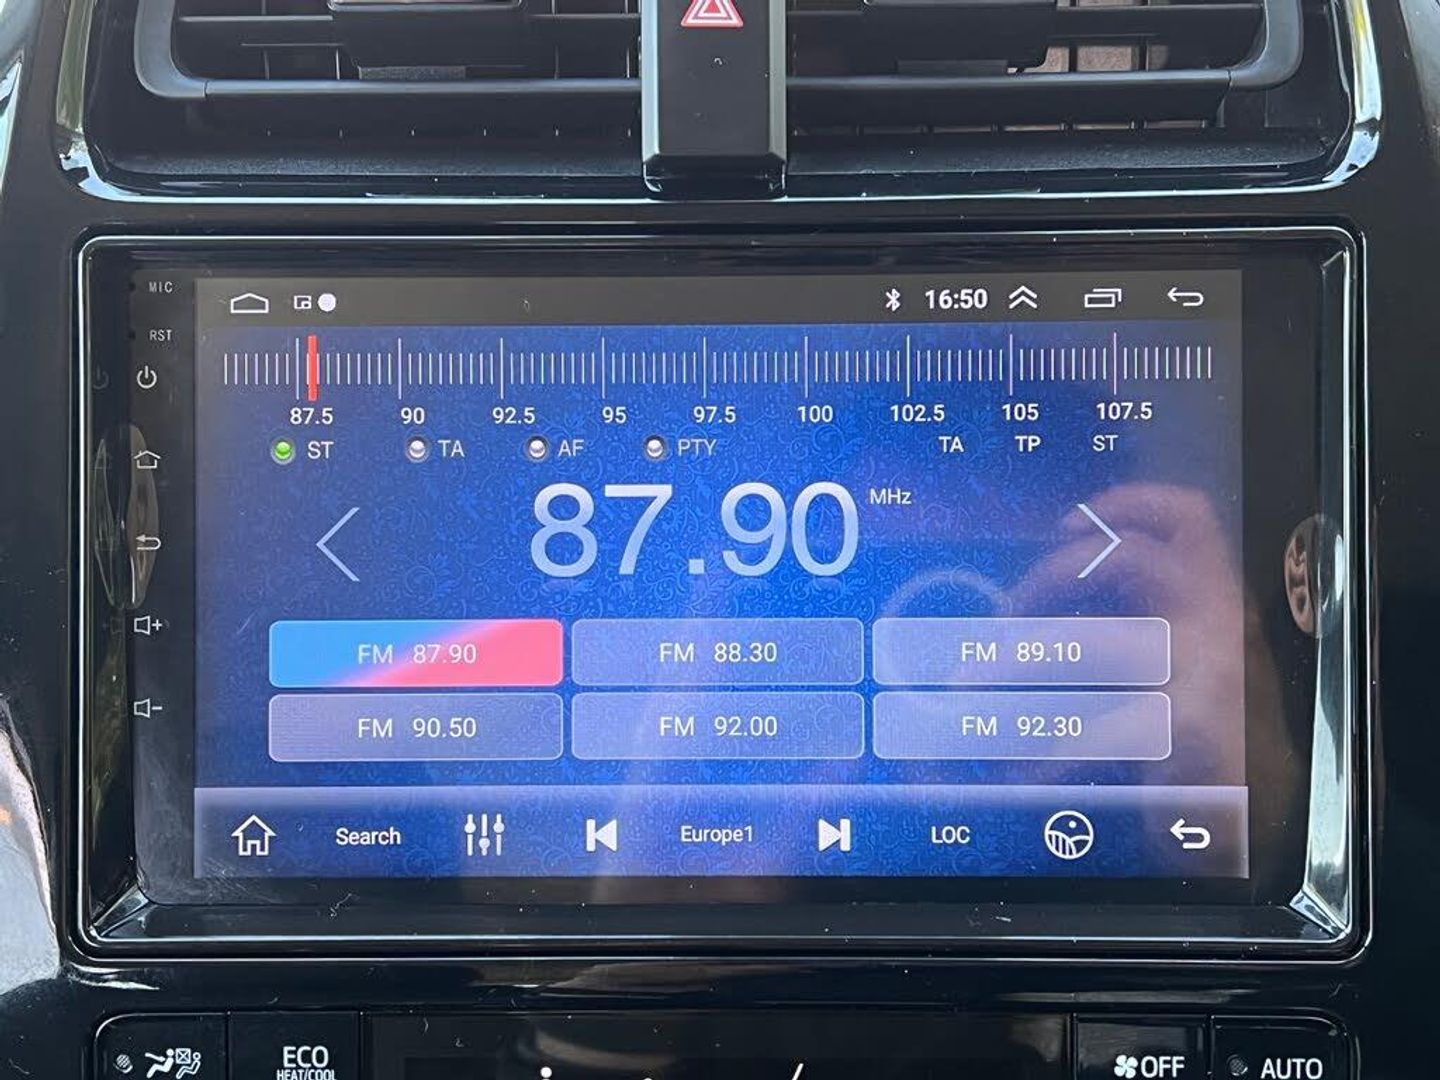 MIC
16:50
RST
87.5 90 92.5 95 97.5 100 102.5 105 107.5
ST TA AF PTY TA TP ST
87.90 MHz
FM 87.90 FM 88.30 FM 89.10
FM 90.50 FM 92.00 FM 92.30
Search Europe1 LOC
ECO OFF AUTO
HEAT/COOL